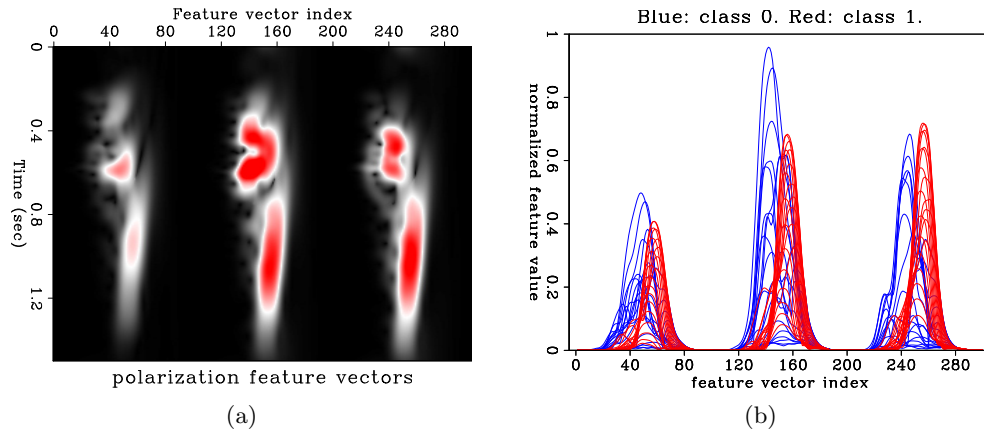 Feature vector index
0 40 80 120 160 200 240 280
0
0.4
0.8
1.2
Time (sec)
polarization feature vectors
(a)
Blue: class 0. Red: class 1.
1
0.8
0.6
0.4
0.2
0
normalized feature value
0 40 80 120 160 200 240 280
feature vector index
(b)